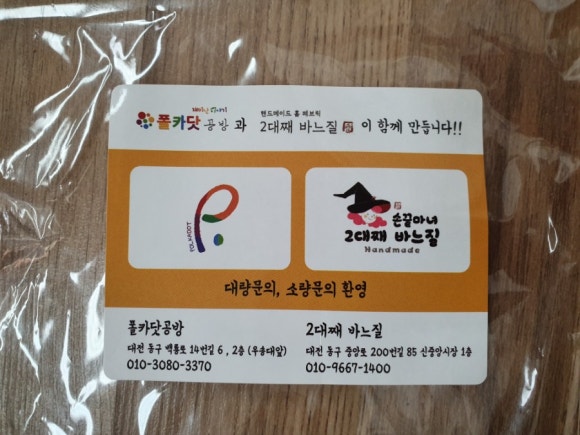 폴카닷 공방 과
핸드메이드 홈 페브릭
2대째 바느질 이 함께 만듭니다!!
POLKADOT
손끝마녀
2대째 바느질
Handmade
대량문의, 소량문의 환영
폴카닷공방
대전 동구 백룡로 14번길 6 , 2층 (우송대앞)
010-3080-3370
2대째 바느질
대전 동구 중앙로 200번길 85 신중앙시장 1층
010-9667-1400